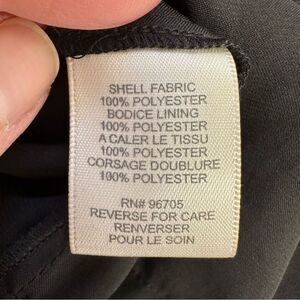 SHELL FABRIC
100% POLYESTER
BODICE LINING
100% POLYESTER
A CALER LE TISSU
100% POLYESTER
CORSAGE DOUBLURE
100% POLYESTER
RN# 96705
REVERSE FOR CARE
RENVERSER
POUR LE SOIN